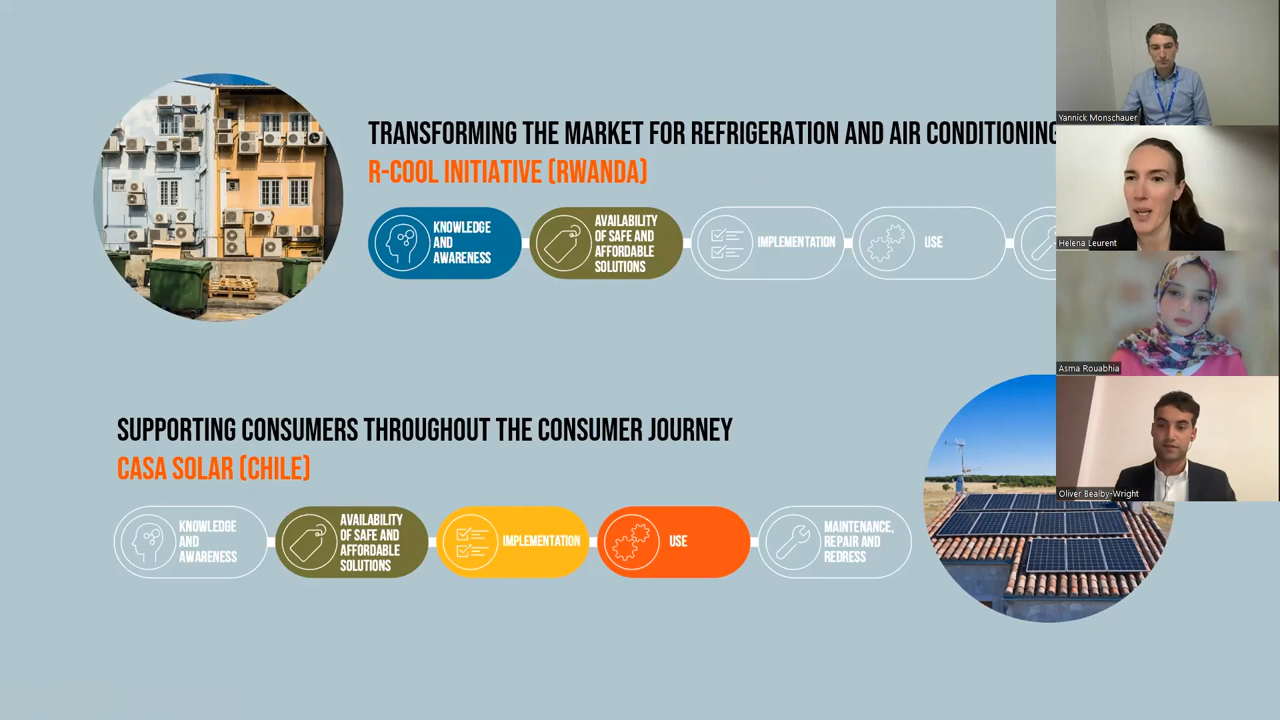 TRANSFORMING THE MARKET FOR REFRIGERATION AND AIR CONDITIONING
R-COOL INITIATIVE (RWANDA)
KNOWLEDGE
AND
AWARENESS
AVAILABILITY
OF SAFE AND
AFFORDABLE
SOLUTIONS
IMPLEMENTATION
USE
SUPPORTING CONSUMERS THROUGHOUT THE CONSUMER JOURNEY
CASA SOLAR (CHILE)
KNOWLEDGE
AND
AWARENESS
AVAILABILITY
OF SAFE AND
AFFORDABLE
SOLUTIONS
IMPLEMENTATION
USE
MAINTENANCE,
REPAIR AND
REDRESS
Yannick Monschauer
Helena Leurent
Asma Rouabhia
Oliver Bealby-Wright